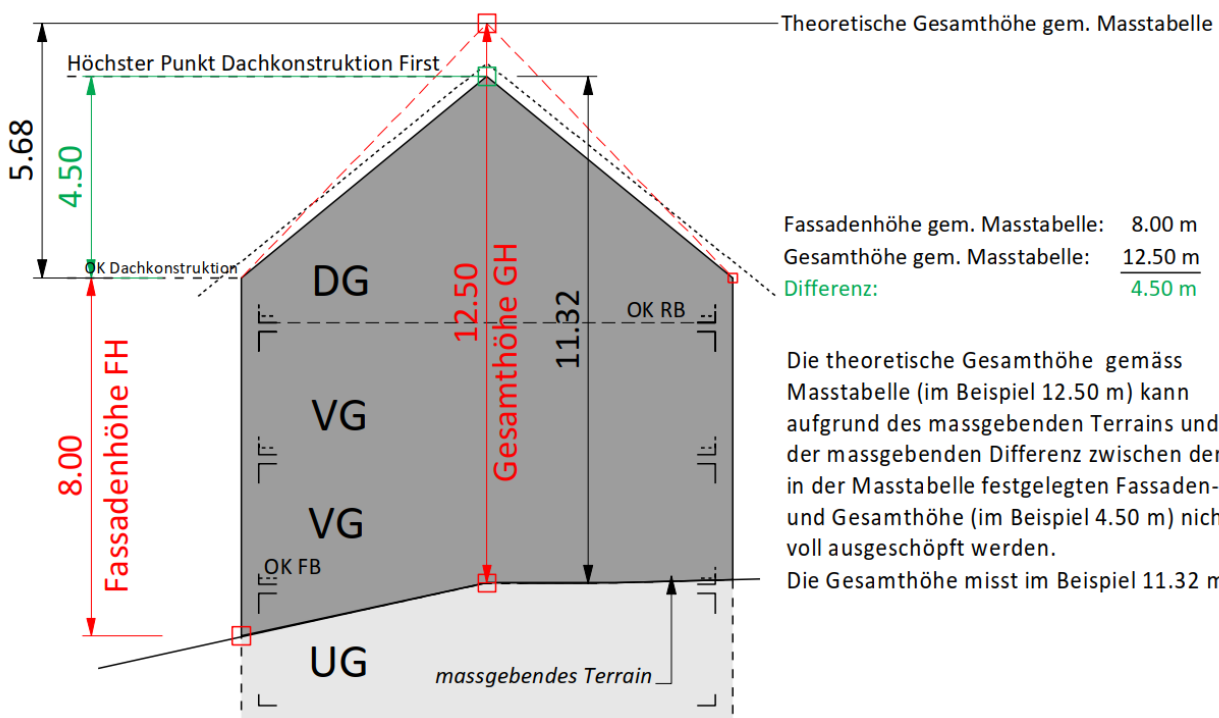 Theoretische Gesamthöhe gem. Masstabelle
Höchster Punkt Dachkonstruktion First
5.68
4.50
OK Dachkonstruktion
DG
12.50
Gesamthöhe GH
11.32
OK RB
Fassadenhöhe gem. Masstabelle: 8.00 m
Gesamthöhe gem. Masstabelle: 12.50 m
Differenz: 4.50 m
8.00
Fassadenhöhe FH
VG
VG
OK FB
UG
massgebendes Terrain
Die theoretische Gesamthöhe gemäss
Masstabelle (im Beispiel 12.50 m) kann
aufgrund des massgebenden Terrains und
der massgebenden Differenz zwischen der
in der Masstabelle festgelegten Fassaden-
und Gesamthöhe (im Beispiel 4.50 m) nich
voll ausgeschöpft werden.
Die Gesamthöhe misst im Beispiel 11.32 m